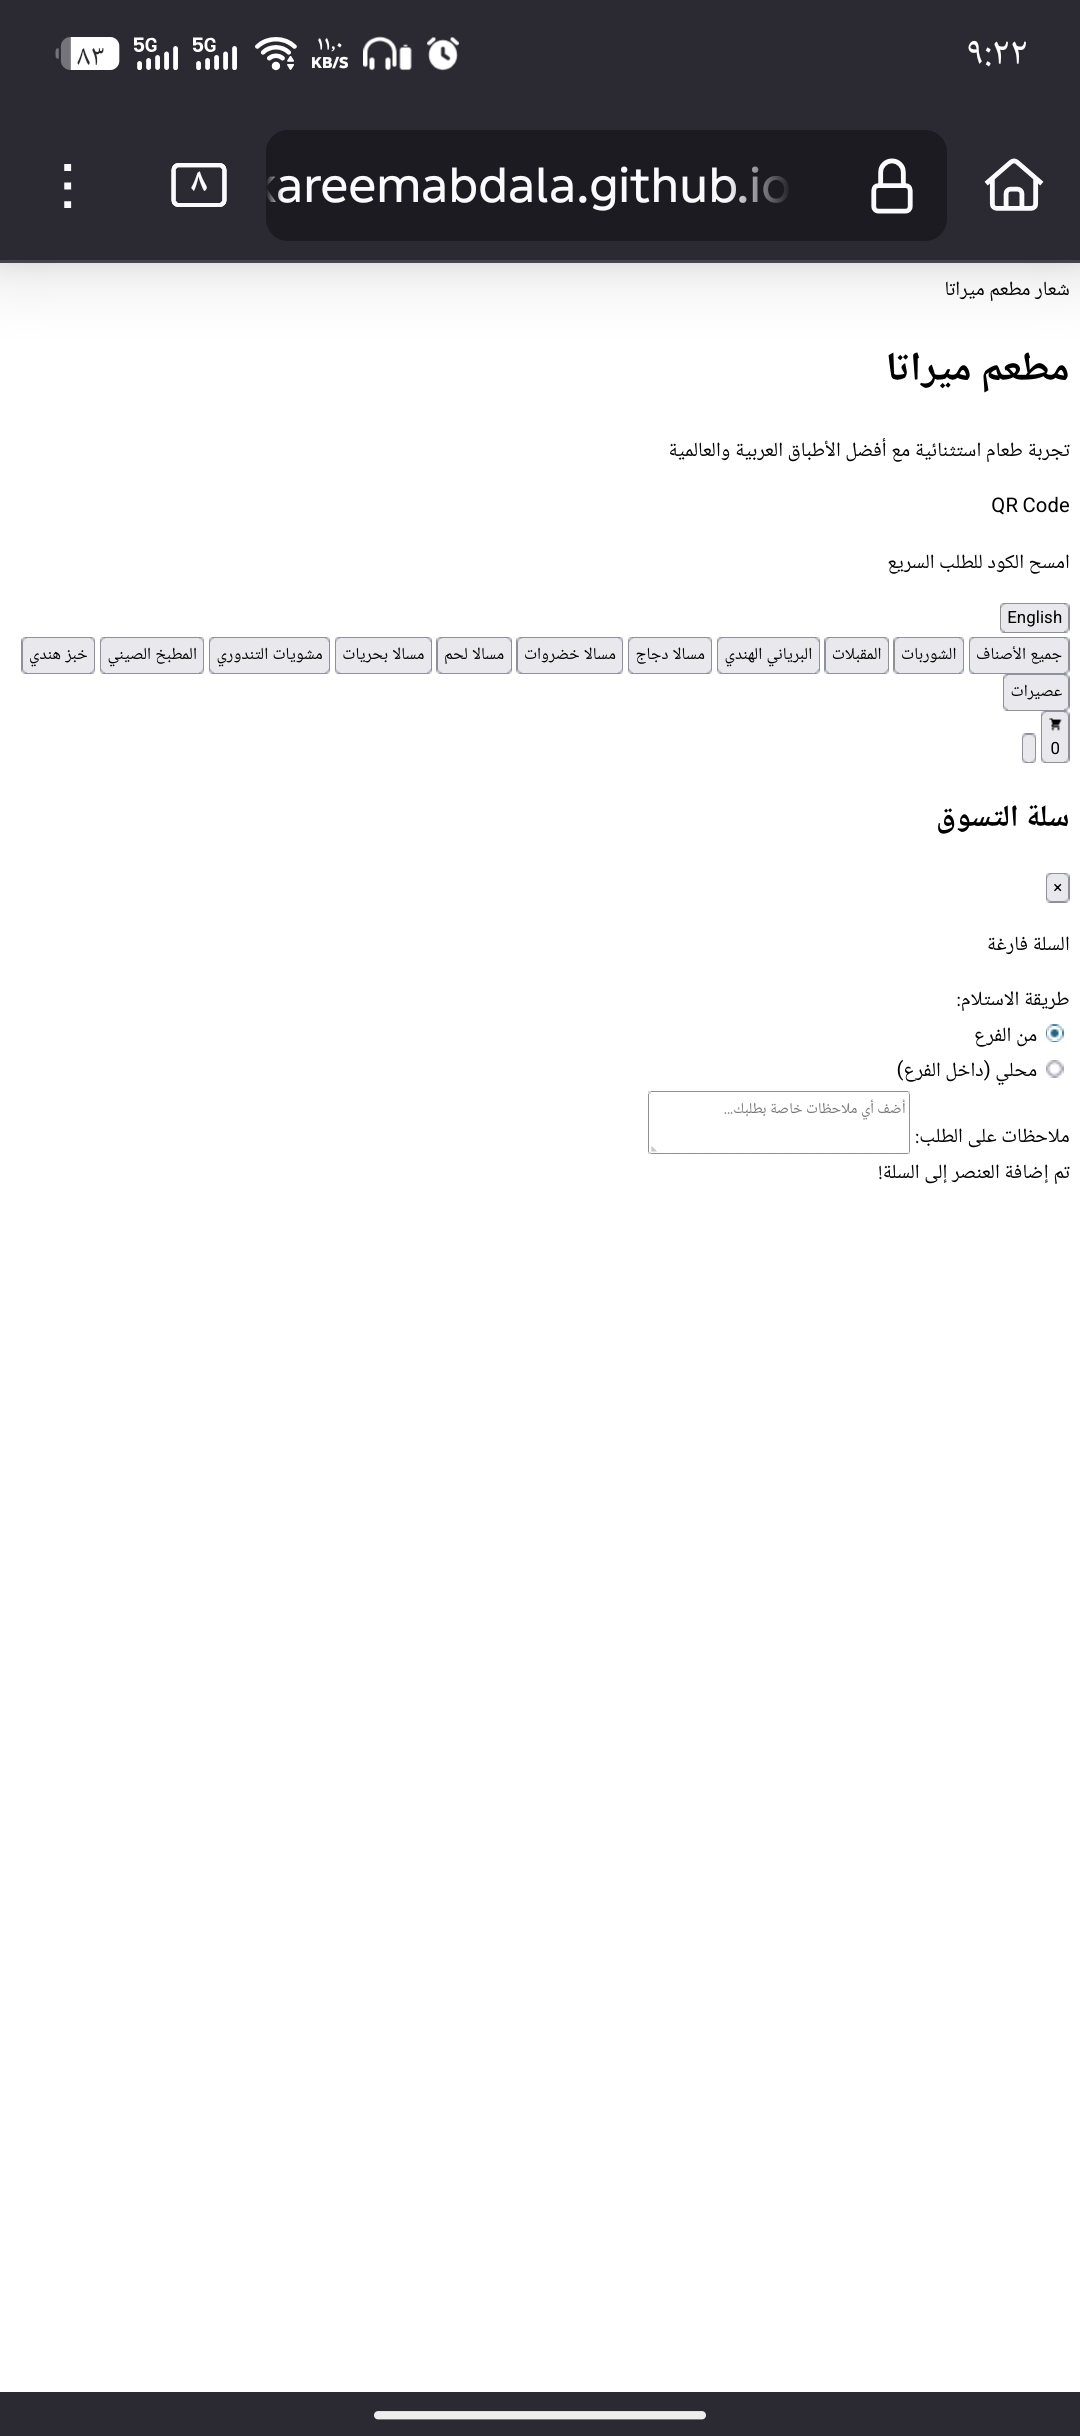 ٩:٢٢
٨٣ 5G 5G ١١,٠ KB/S
٨ kareemabdala.github.io
شعار مطعم ميراتا
مطعم ميراتا
تجربة طعام استثنائية مع أفضل الأطباق العربية والعالمية
QR Code
امسح الكود للطلب السريع
English
جميع الأصناف الشوربات المقبلات البرياني الهندي مسالا دجاج مسالا خضروات مسالا لحم مسالا بحريات مشويات التندوري المطبخ الصيني خبز هندي
عصيرات
0
سلة التسوق
×
السلة فارغة
طريقة الاستلام:
من الفرع
محلي (داخل الفرع)
ملاحظات على الطلب: أضف أي ملاحظات خاصة بطلبك...
تم إضافة العنصر إلى السلة!